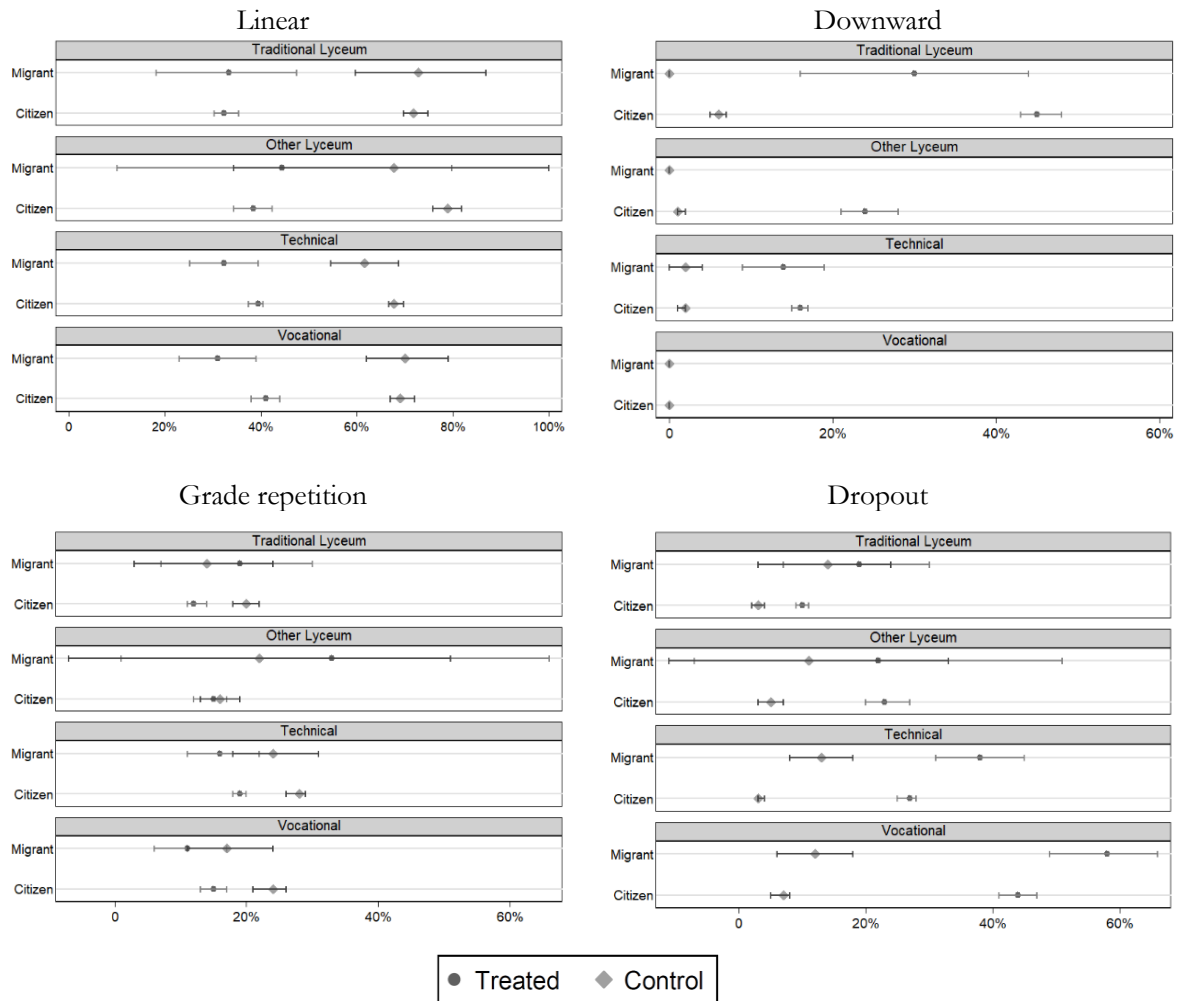 Linear
Traditional Lyceum
Migrant
Citizen
Other Lyceum
Migrant
Citizen
Technical
Migrant
Citizen
Vocational
Migrant
Citizen
0 20% 40% 60% 80% 100%
Downward
Traditional Lyceum
Migrant
Citizen
Other Lyceum
Migrant
Citizen
Technical
Migrant
Citizen
Vocational
Migrant
Citizen
0 20% 40% 60%
Grade repetition
Traditional Lyceum
Migrant
Citizen
Other Lyceum
Migrant
Citizen
Technical
Migrant
Citizen
Vocational
Migrant
Citizen
0 20% 40% 60%
Dropout
Traditional Lyceum
Migrant
Citizen
Other Lyceum
Migrant
Citizen
Technical
Migrant
Citizen
Vocational
Migrant
Citizen
0 20% 40% 60%
Treated Control